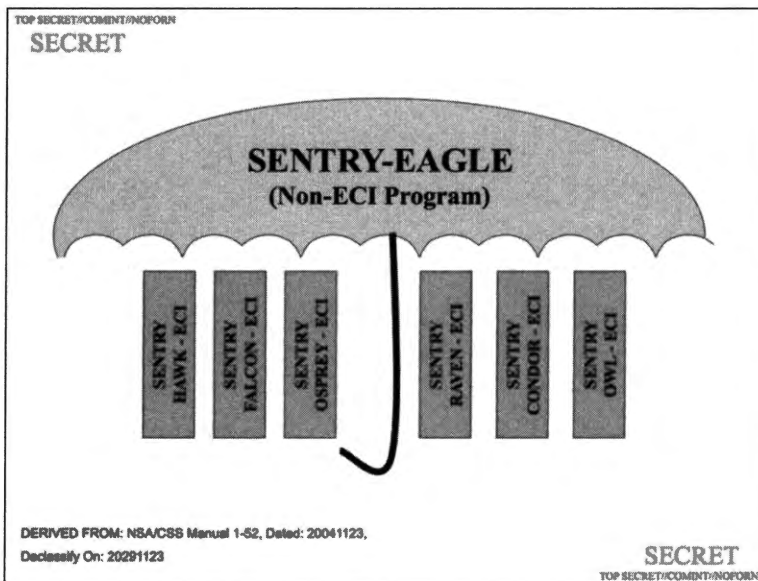 TOP SECRET//COMINT//NOFORN
SECRET
SENTRY-EAGLE
(Non-ECI Program)
SENTRY
HAWK - ECI
SENTRY
FALCON - ECI
SENTRY
OSPREY - ECI
SENTRY
RAVEN - ECI
SENTRY
CONDOR - ECI
SENTRY
OWL - ECI
DERIVED FROM: NSA/CSS Manual 1-52, Dated: 20041123,
Declassify On: 20291123
SECRET
TOP SECRET//COMINT//NOFORN